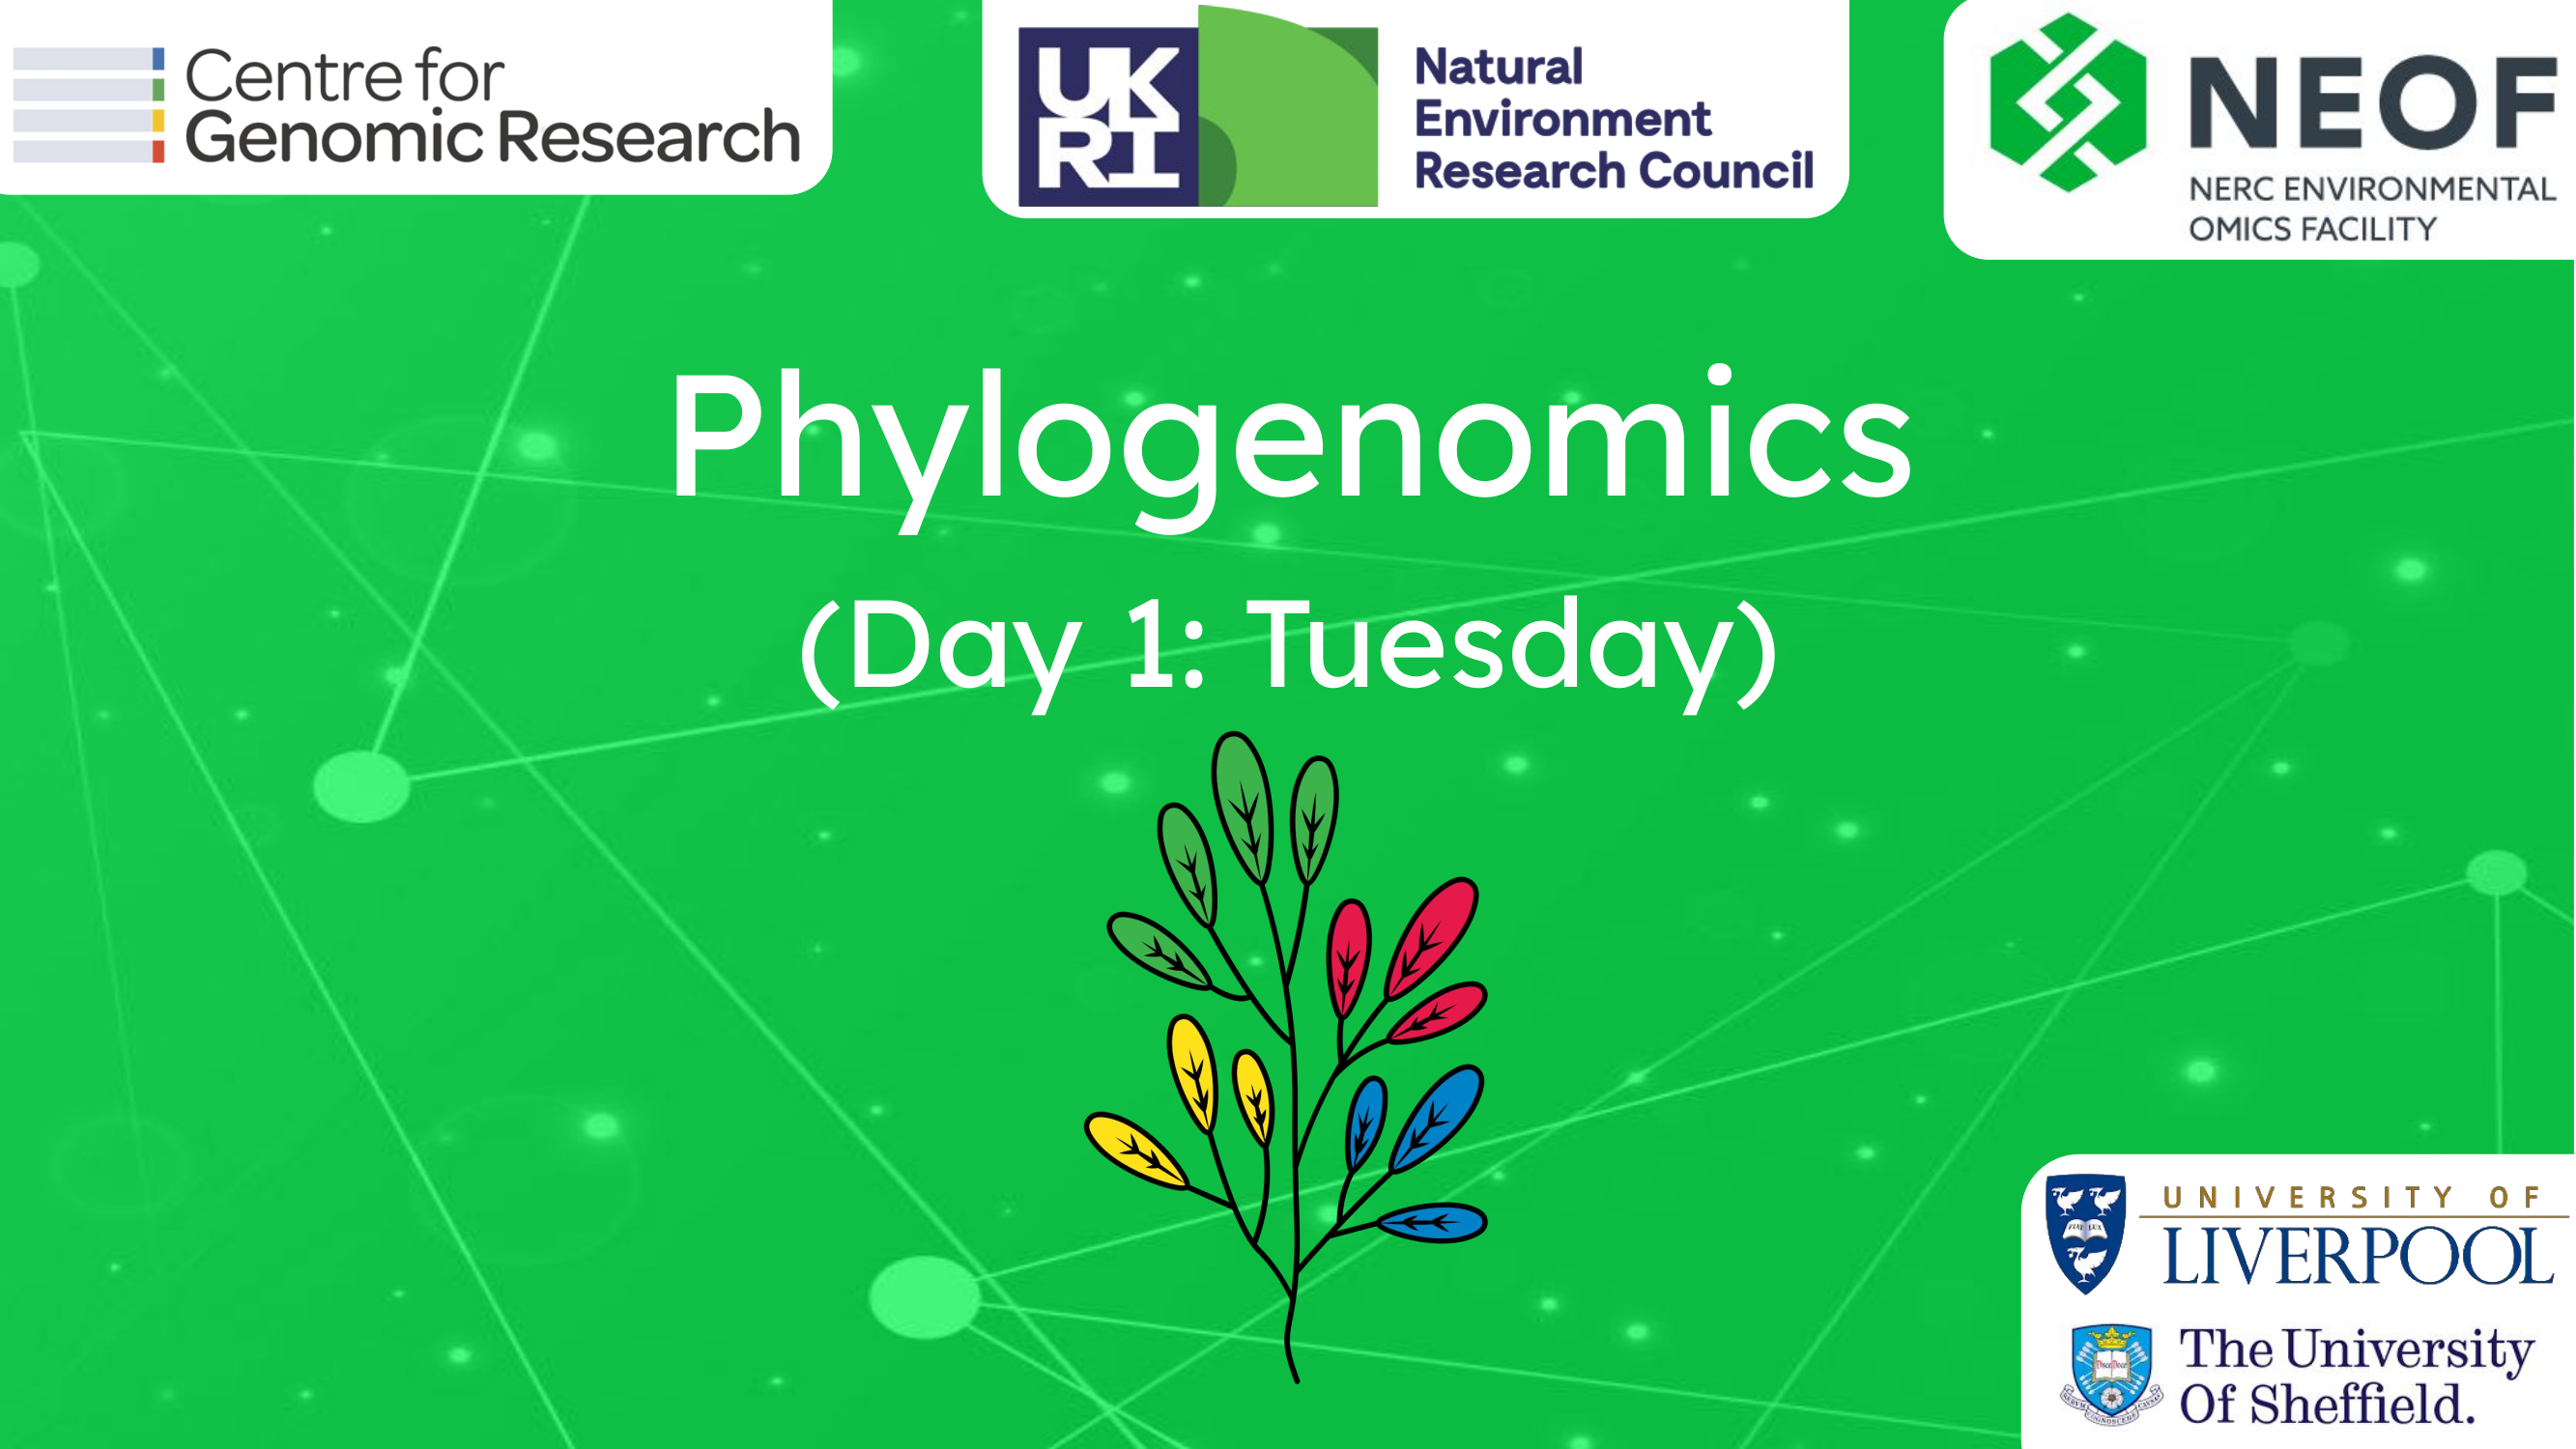 Centre for
Genomic Research
UK
RI
Natural
Environment
Research Council
NEOF
NERC ENVIRONMENTAL
OMICS FACILITY
Phylogenomics
(Day 1: Tuesday)
UNIVERSITY OF
LIVERPOOL
The University
Of Sheffield.